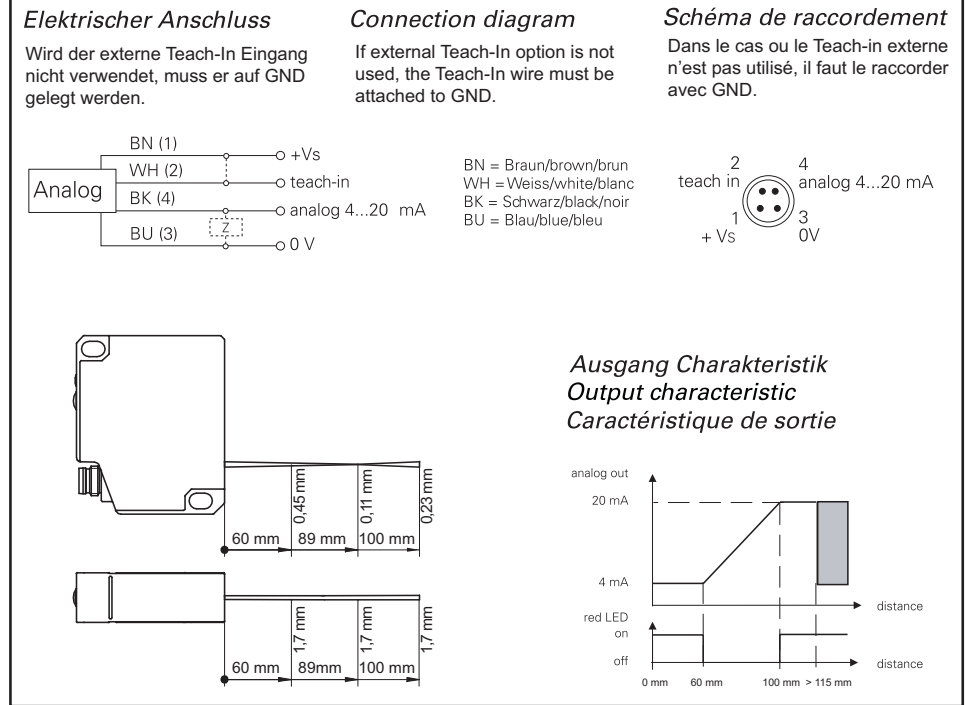 Elektrischer Anschluss
Wird der externe Teach-In Eingang
nicht verwendet, muss er auf GND
gelegt werden.
Connection diagram
If external Teach-In option is not
used, the Teach-In wire must be
attached to GND.
Schéma de raccordement
Dans le cas ou le Teach-in externe
n'est pas utilisé, il faut le raccorder
avec GND.
Analog
BN (1)
+Vs
WH (2)
teach-in
BK (4)
analog 4...20 mA
Z
BU (3)
0 V
BN = Braun/brown/brun
WH = Weiss/white/blanc
BK = Schwarz/black/noir
BU = Blau/blue/bleu
2
teach in
4
analog 4...20 mA
1
+ Vs
3
0V
0,45 mm
0,11 mm
0,23 mm
60 mm
89 mm
100 mm
1,7 mm
1,7 mm
1,7 mm
60 mm
89mm
100 mm
Ausgang Charakteristik
Output characteristic
Caractéristique de sortie
analog out
20 mA
4 mA
distance
red LED
on
off
distance
0 mm
60 mm
100 mm
> 115 mm